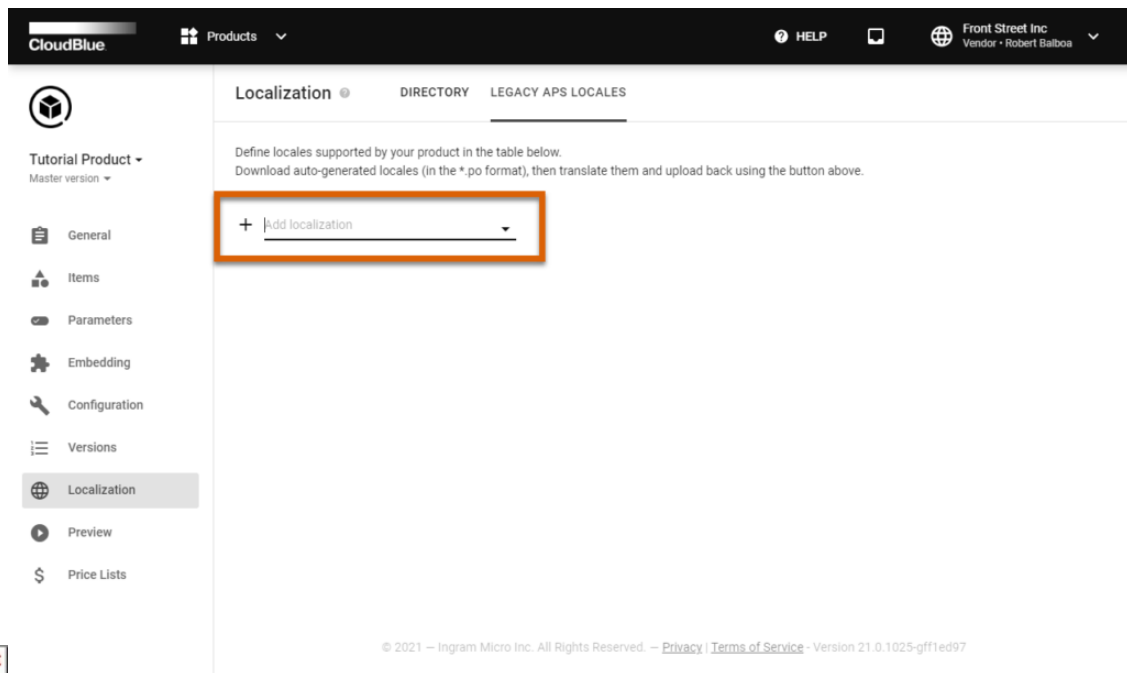 CloudBlue
Products
HELP
Front Street Inc
Vendor • Robert Balboa
Localization
DIRECTORY
LEGACY APS LOCALES
Tutorial Product
Master version
Define locales supported by your product in the table below.
Download auto-generated locales (in the *.po format), then translate them and upload back using the button above.
Add localization
General
Items
Parameters
Embedding
Configuration
Versions
Localization
Preview
Price Lists
© 2021 – Ingram Micro Inc. All Rights Reserved. – Privacy | Terms of Service - Version 21.0.1025-gff1ed97